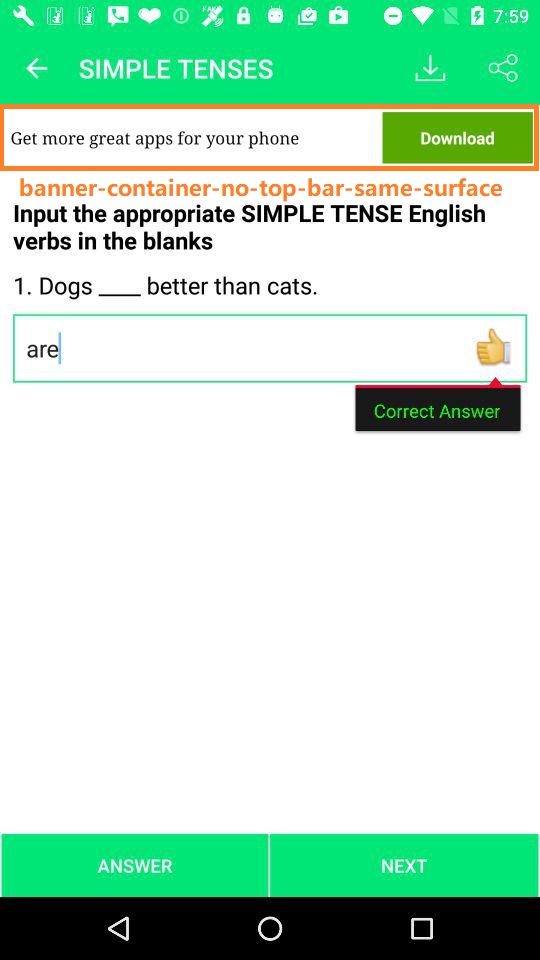 7:59
SIMPLE TENSES
Get more great apps for your phone
Download
banner-container-no-top-bar-same-surface
Input the appropriate SIMPLE TENSE English
verbs in the blanks
1. Dogs ____ better than cats.
are
Correct Answer
ANSWER
NEXT